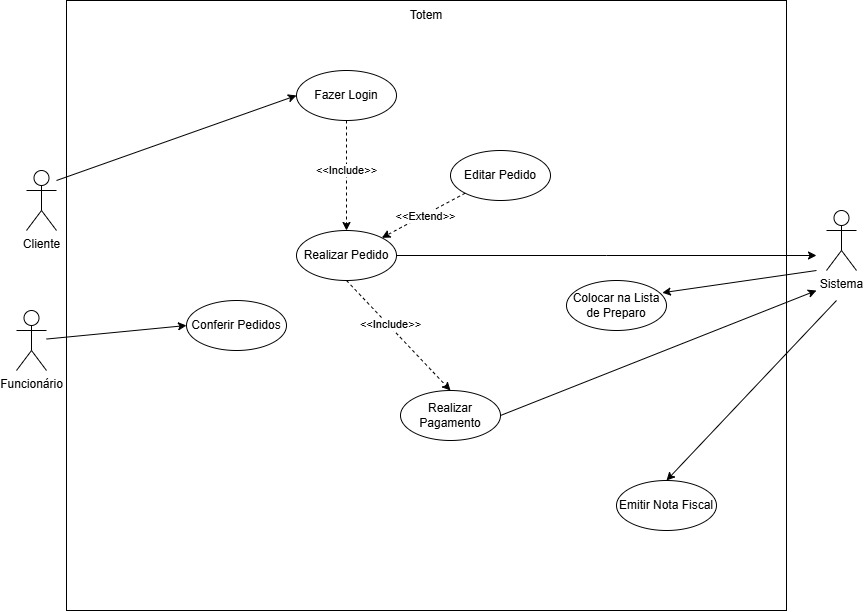 Totem
Fazer Login
<<Include>>
Editar Pedido
<<Extend>>
Cliente
Realizar Pedido
Sistema
Colocar na Lista
de Preparo
Conferir Pedidos
<<Include>>
Funcionário
Realizar
Pagamento
Emitir Nota Fiscal